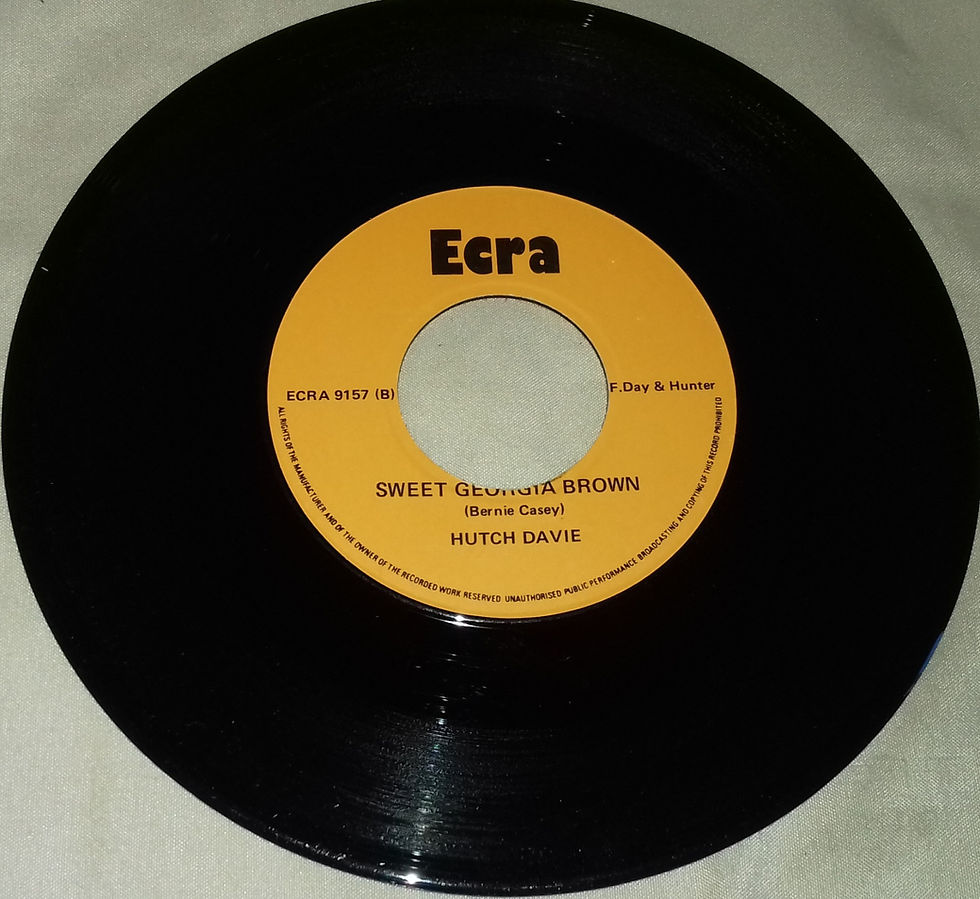 Ecra
ECRA 9157 (B)
F.Day & Hunter
SWEET GEORGIA BROWN
(Bernie Casey)
HUTCH DAVIE
ALL RIGHTS OF THE MANUFACTURER AND OF THE OWNER OF THE RECORDED WORK RESERVED UNAUTHORISED PUBLIC PERFORMANCE BROADCASTING AND COPYING OF THIS RECORD PROHIBITED